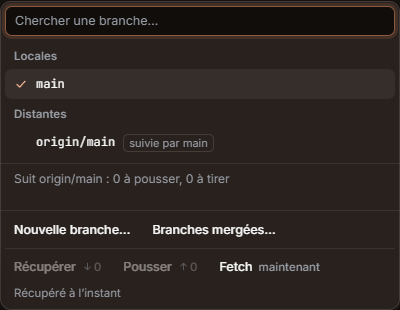 Chercher une branche...
Locales
main
Distantes
origin/main suivie par main
Suit origin/main : 0 à pousser, 0 à tirer
Nouvelle branche... Branches mergées...
Récupérer ↓0 Pousser ↑0 Fetch maintenant
Récupéré à l'instant